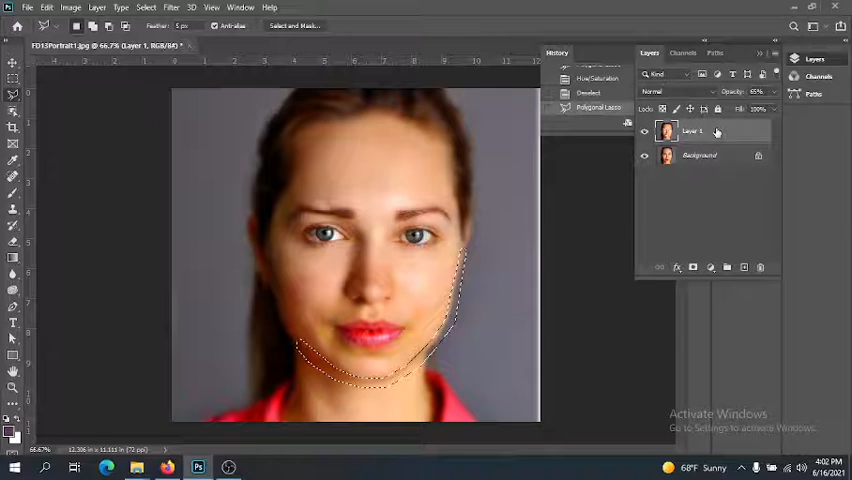 File Edit Image Layer Type Select Filter 3D View Window Help
Feather: 5 px Anti-alias Select and Mask...
FD13Portrait1.jpg @ 66.7% (Layer 1, RGB/8#) *
History
Hue/Saturation
Deselect
Polygonal Lasso
Layers Channels Paths
Kind
Normal Opacity: 65%
Lock: Fill: 100%
Layer 1
Background
Layers
Channels
Paths
Activate Windows
Go to Settings to activate Windows.
66.67% 12.306 in x 11.111 in (72 ppi)
68°F Sunny
4:02 PM
6/16/2021